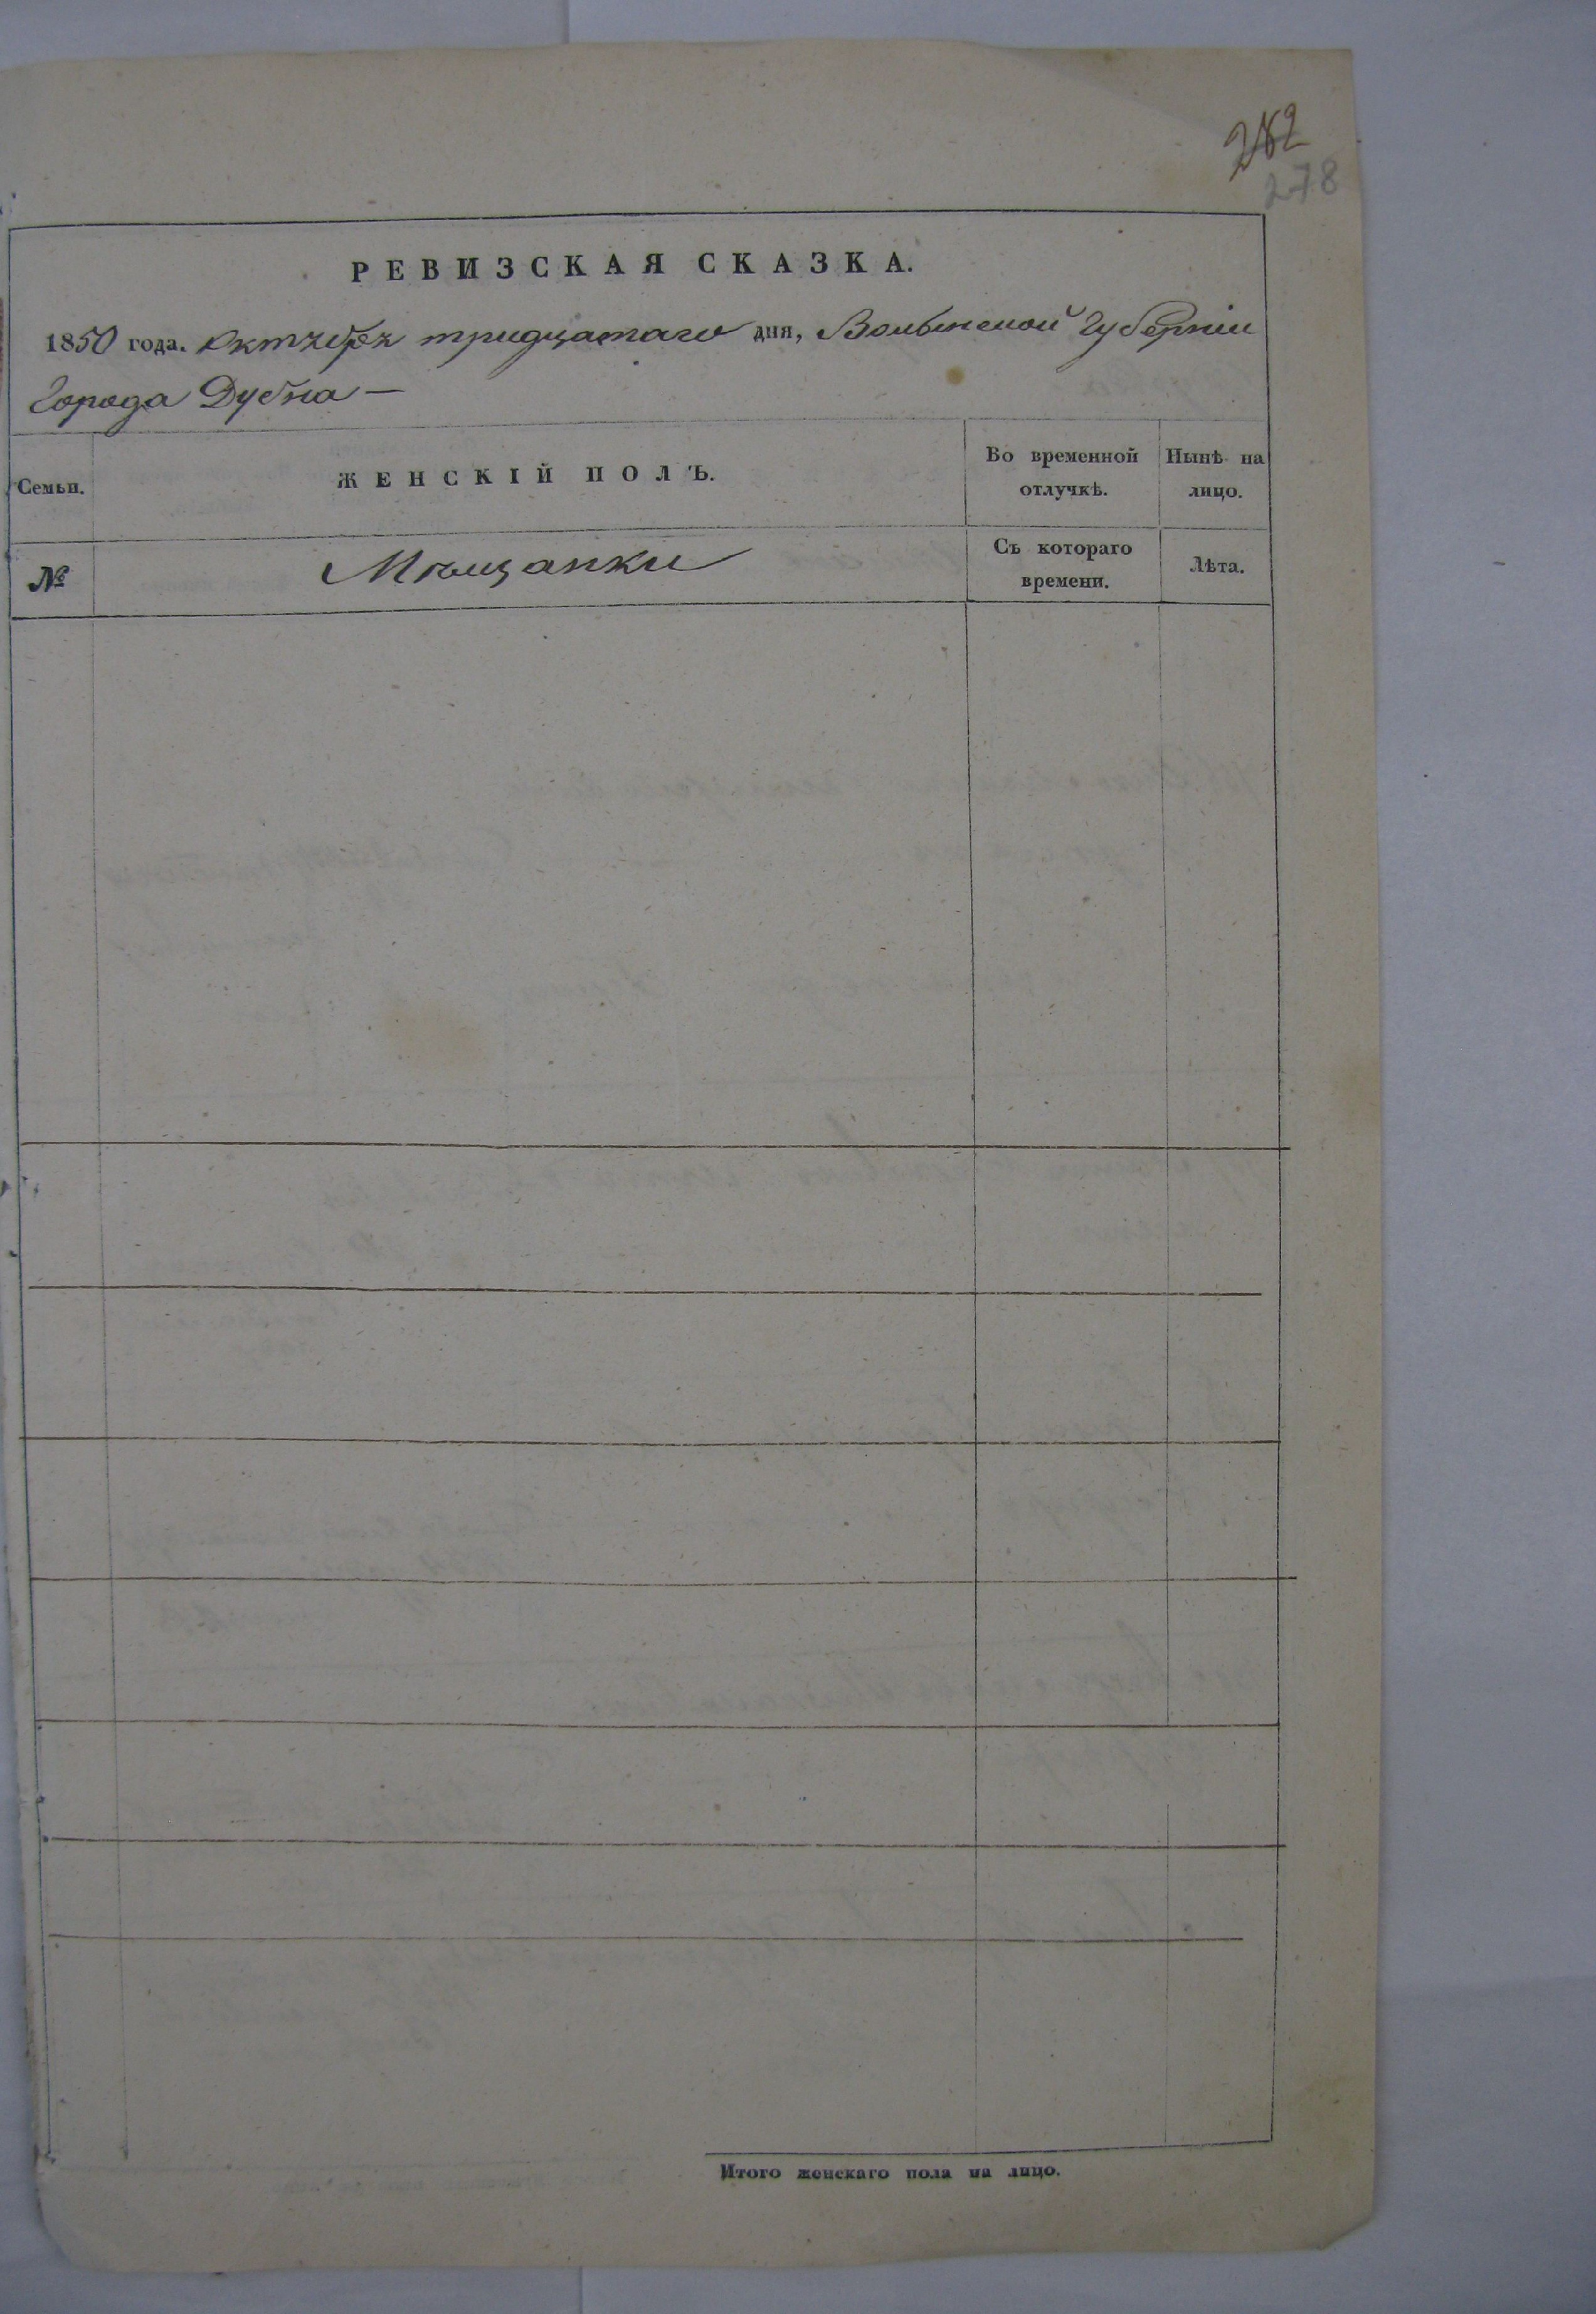 282
278
РЕВИЗСКАЯ СКАЗКА.
1850 года. Октября тридцатаго дня, Волынской Губерніи
Города Дубна —
Семьи.
ЖЕНСКІЙ ПОЛЪ.
Во временной
отлучкѣ.
Нынѣ на
лицо.
№
Мѣщанки
Съ котораго
времени.
Лѣта.
Итого женскаго пола на лицо.